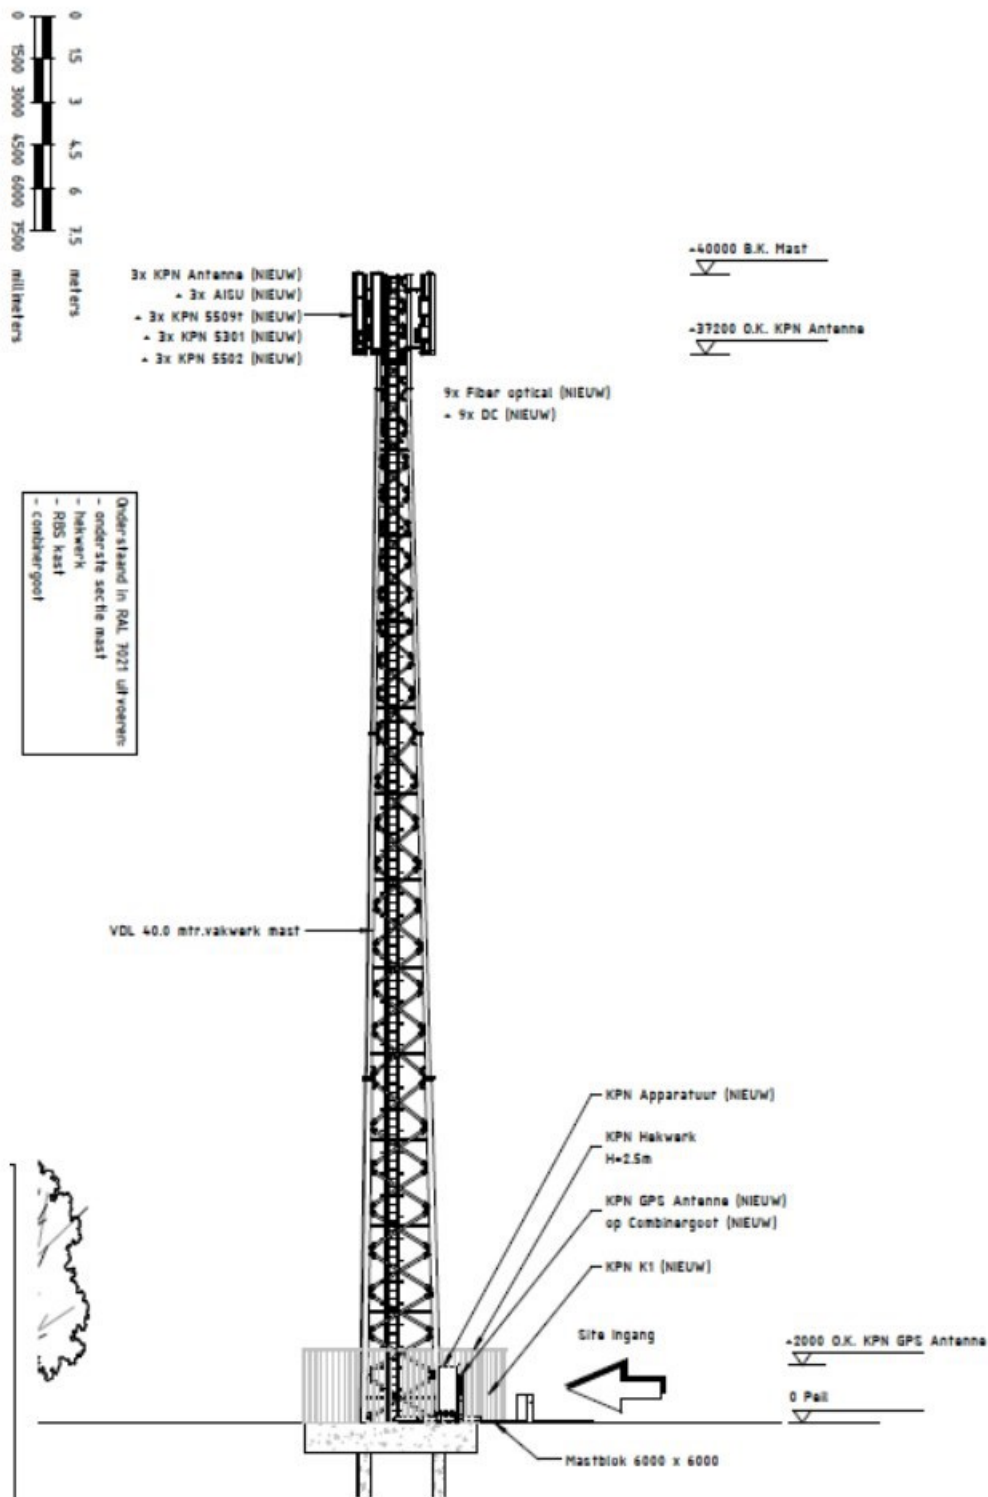 0 1.5 3 4.5 6 7.5 meters
0 1500 3000 4500 6000 7500 millimeters
+40000 B.K. Mast
3x KPN Antenne (NIEUW)
+ 3x AISU (NIEUW)
+ 3x KPN 5509t (NIEUW)
+ 3x KPN 5301 (NIEUW)
+ 3x KPN 5502 (NIEUW)
+37200 O.K. KPN Antenne
9x Fiber optical (NIEUW)
+ 9x DC (NIEUW)
Onderstaand in RAL 7021 uitvoeren:
- onderste sectie mast
- hekwerk
- RBS kast
- combinergoot
VDL 40.0 mtr.vakwerk mast
KPN Apparatuur (NIEUW)
KPN Hekwerk
H=2.5m
KPN GPS Antenne (NIEUW)
op Combinergoot (NIEUW)
KPN K1 (NIEUW)
Site Ingang
+2000 O.K. KPN GPS Antenne
0 Peil
Mastblok 6000 x 6000